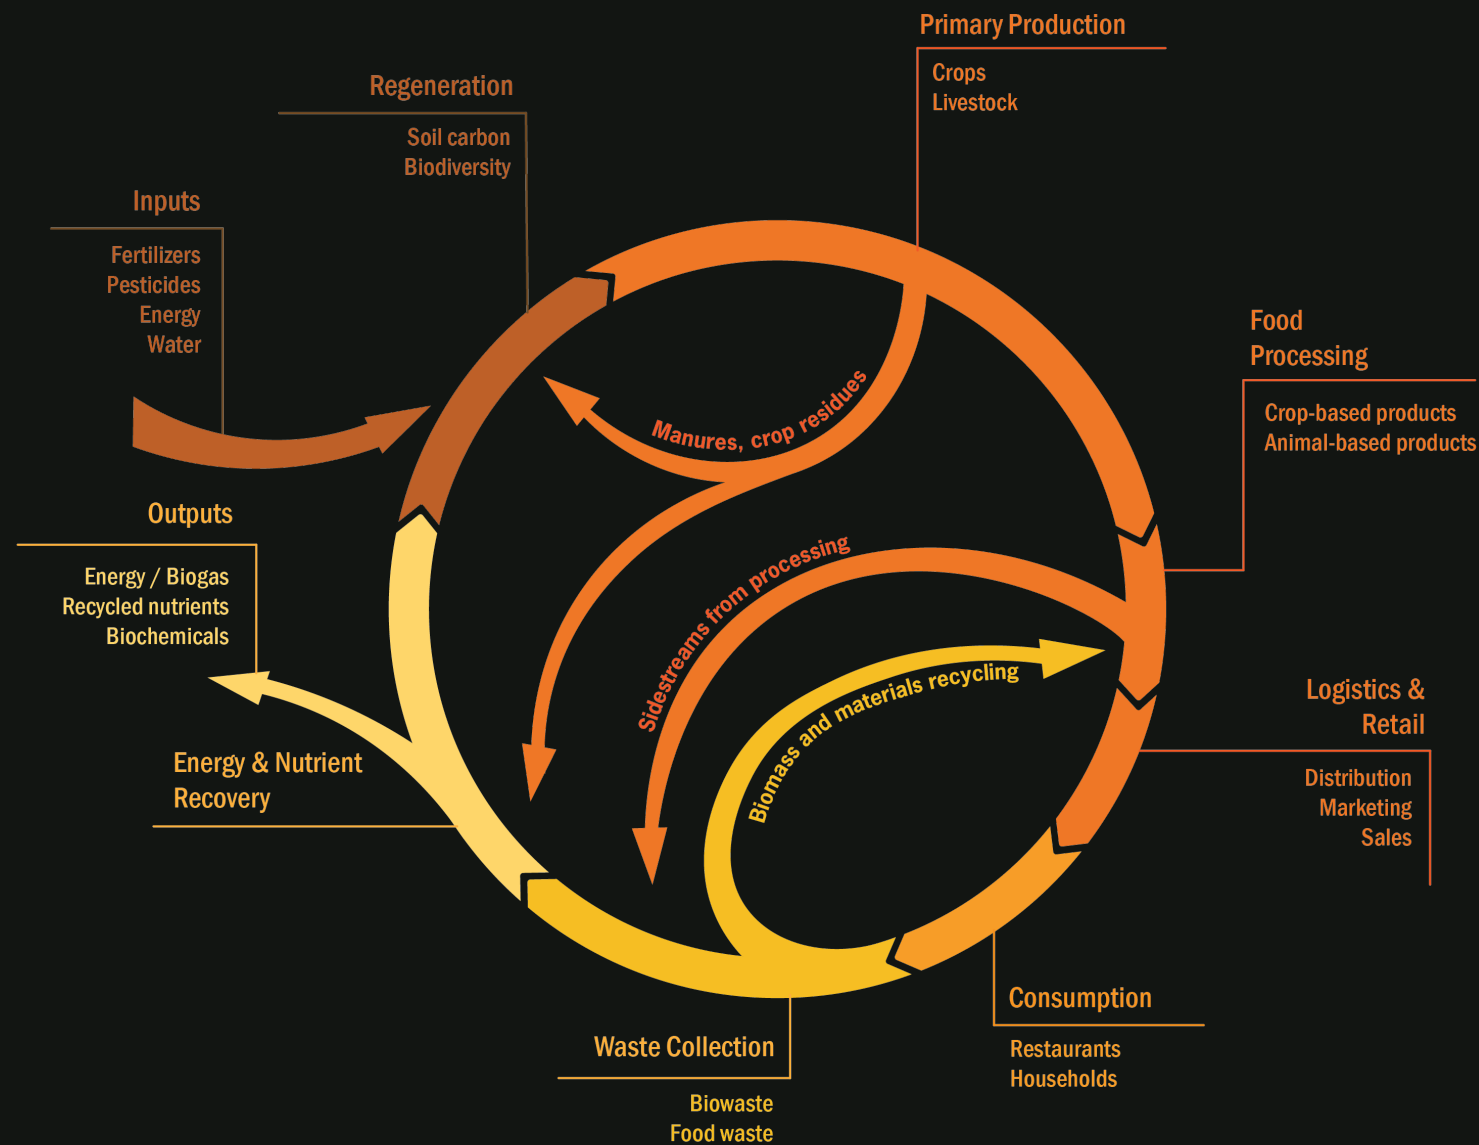 Primary Production
Crops
Livestock
Regeneration
Soil carbon
Biodiversity
Inputs
Fertilizers
Pesticides
Energy
Water
Food
Processing
Crop-based products
Animal-based products
Manures, crop residues
Outputs
Energy / Biogas
Recycled nutrients
Biochemicals
Sidestreams from processing
Biomass and materials recycling
Logistics &
Retail
Distribution
Marketing
Sales
Energy & Nutrient
Recovery
Consumption
Restaurants
Households
Waste Collection
Biowaste
Food waste